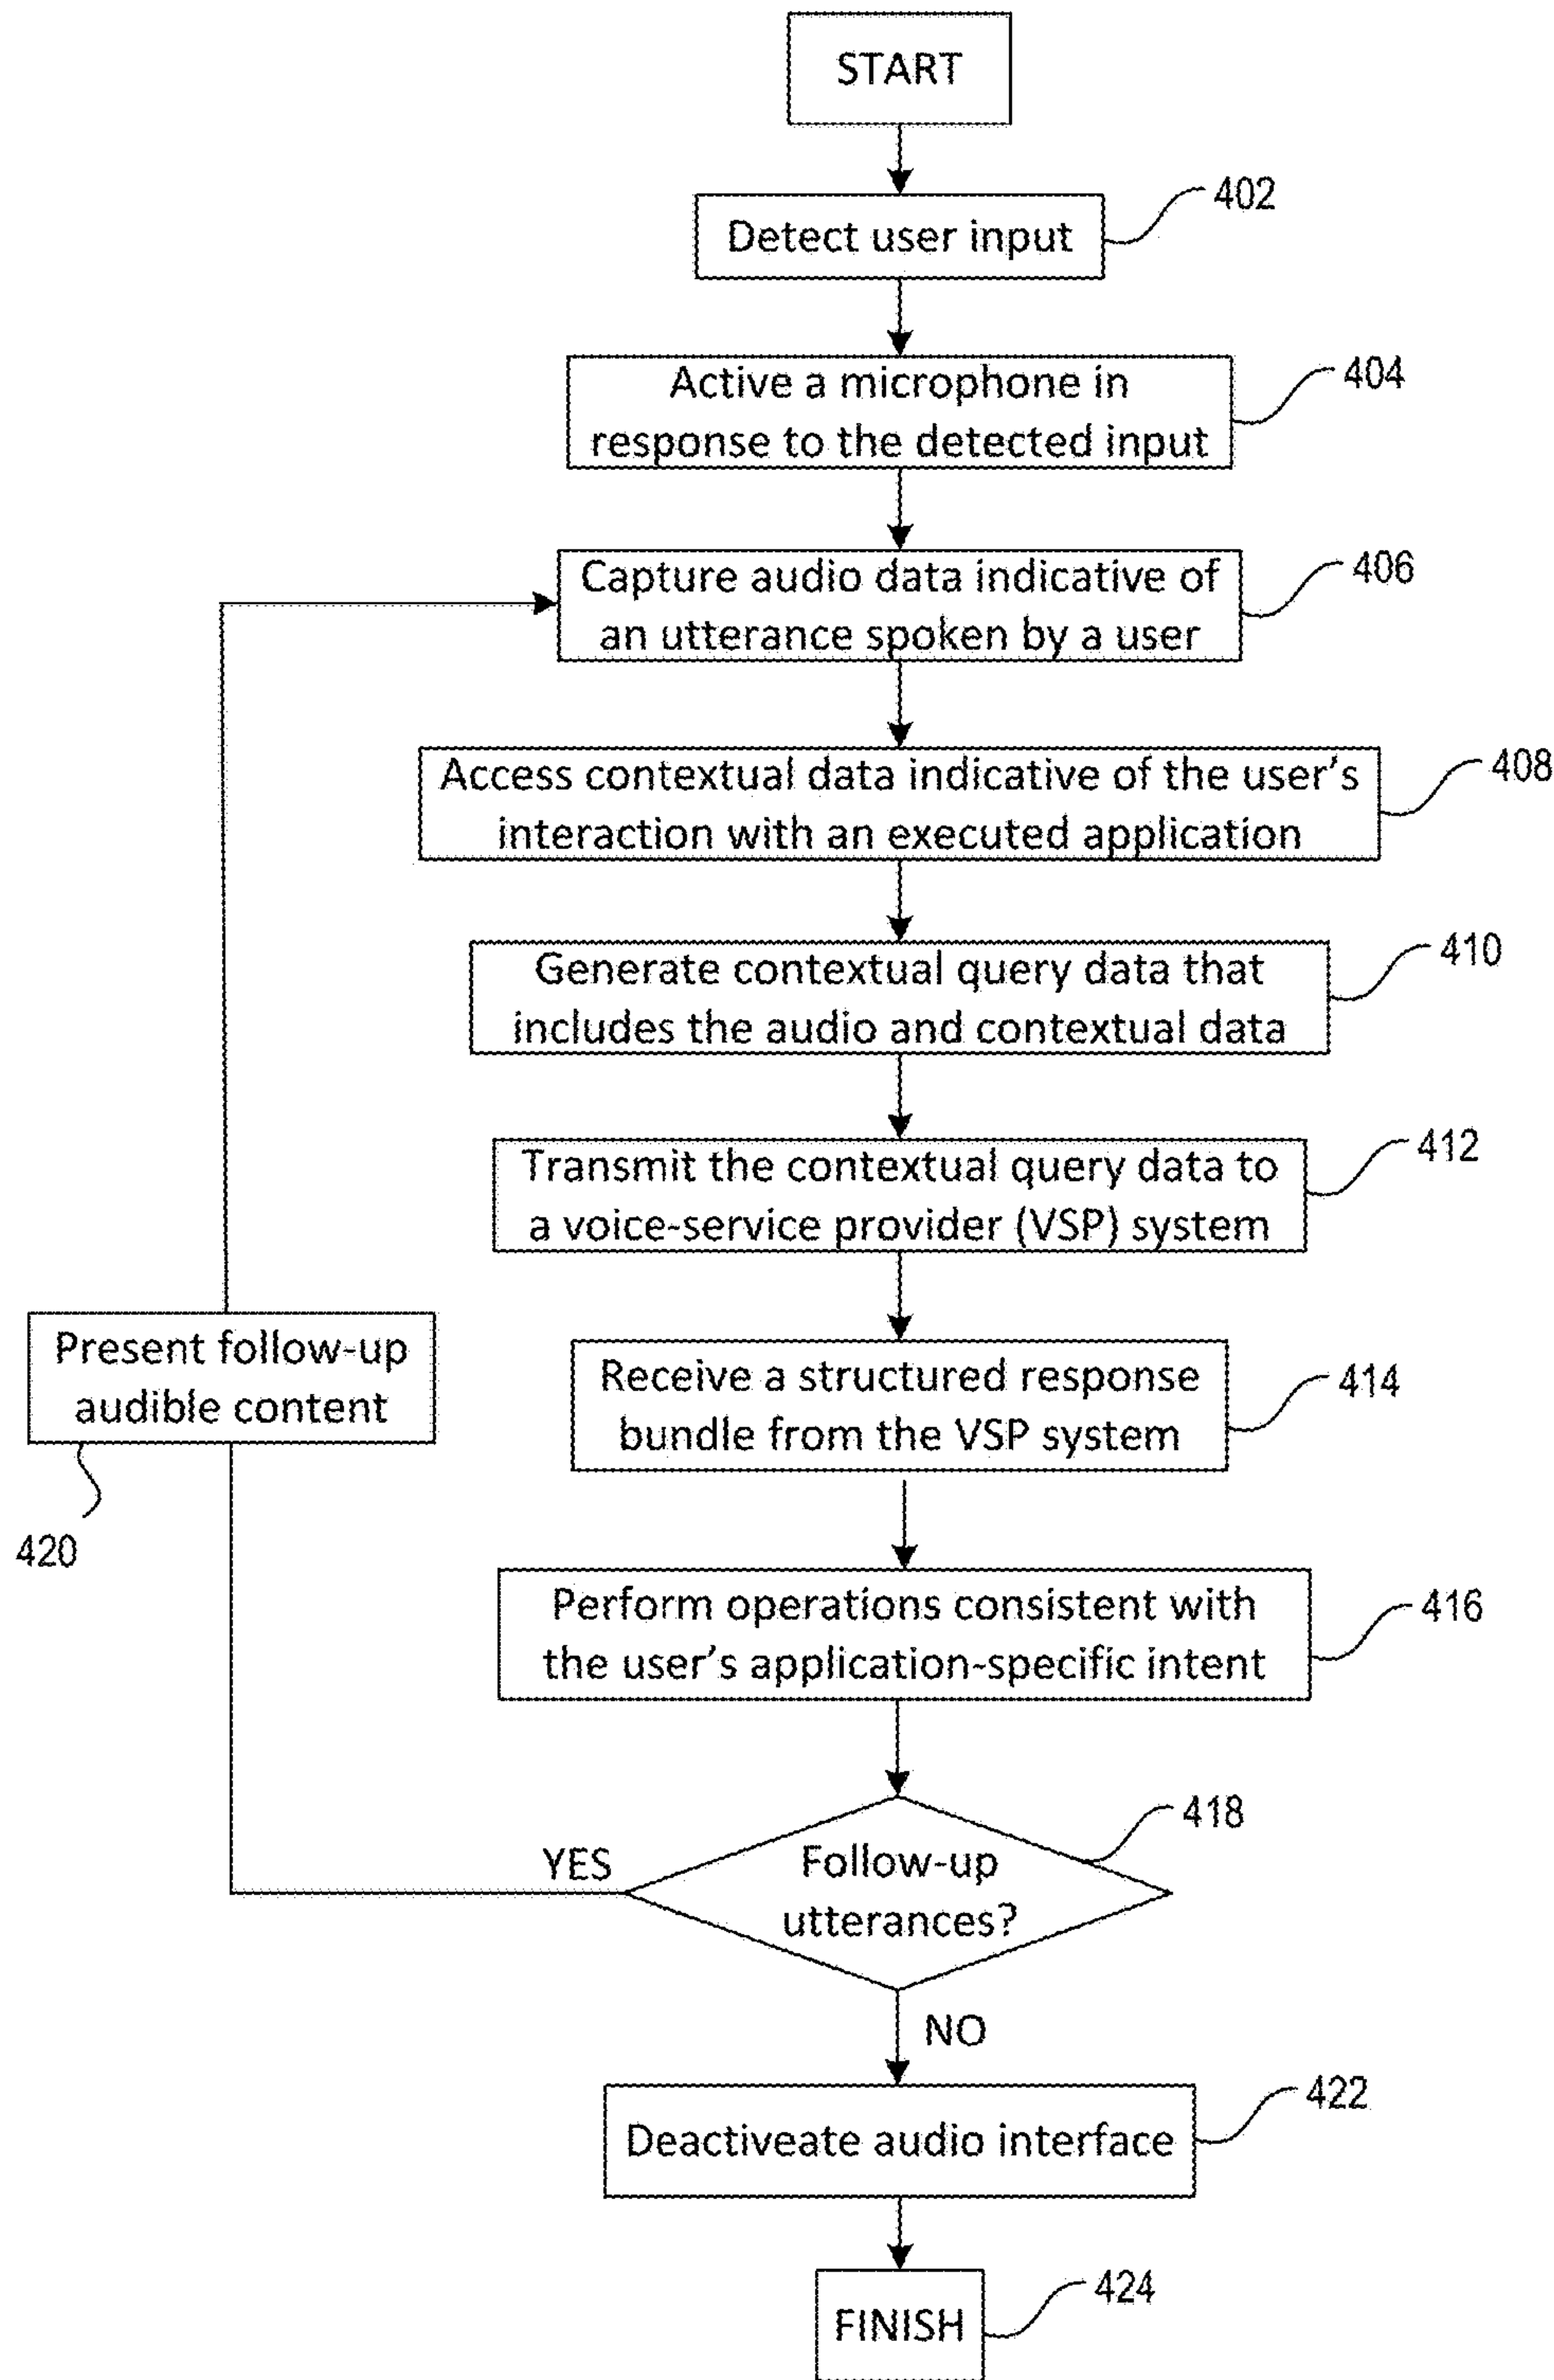 START
402
Detect user input
404
Active a microphone in
response to the detected input
406
Capture audio data indicative of
an utterance spoken by a user
408
Access contextual data indicative of the user's
interaction with an executed application
410
Generate contextual query data that
includes the audio and contextual data
412
Transmit the contextual query data to
a voice-service provider (VSP) system
Present follow-up
audible content
420
414
Receive a structured response
bundle from the VSP system
416
Perform operations consistent with
the user's application-specific intent
418
YES
Follow-up
utterances?
NO
422
Deactiveate audio interface
424
FINISH